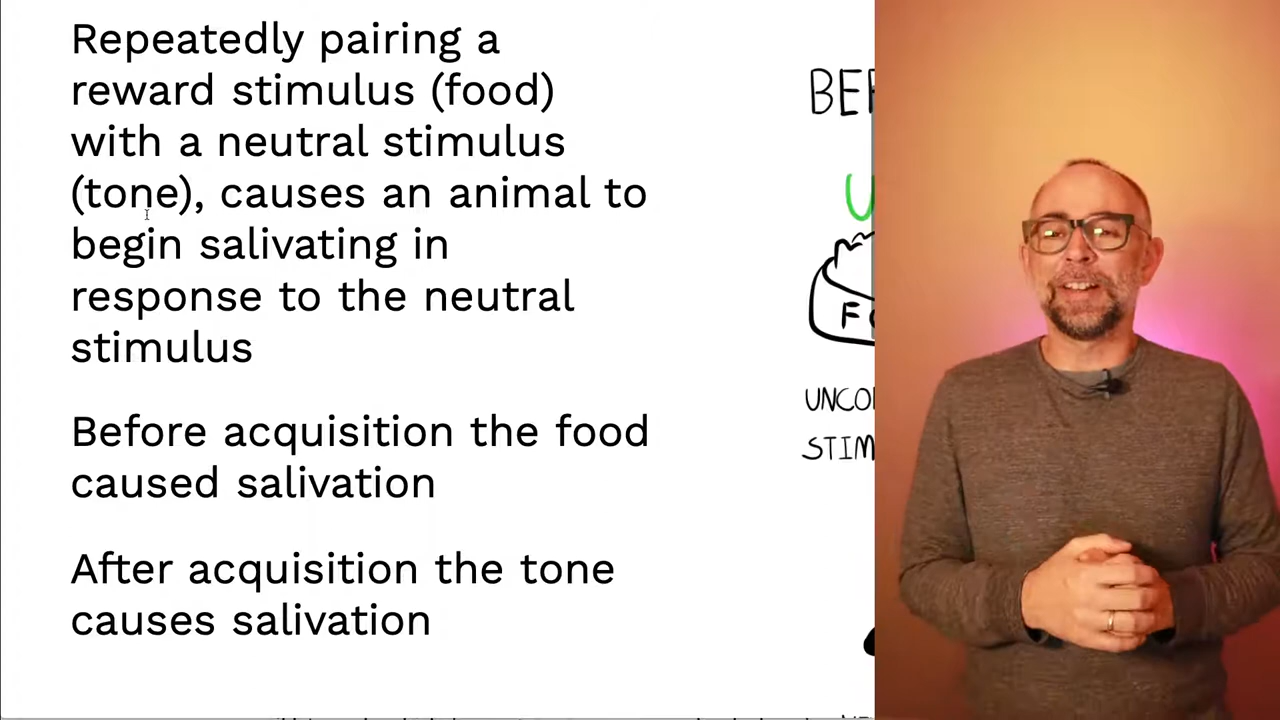 Repeatedly pairing a
reward stimulus (food)
with a neutral stimulus
(tone), causes an animal to
begin salivating in
response to the neutral
stimulus
Before acquisition the food
caused salivation
After acquisition the tone
causes salivation